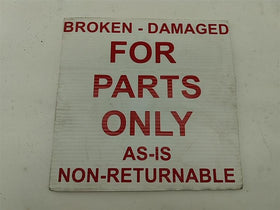 BROKEN - DAMAGED
FOR
PARTS
ONLY
AS-IS
NON-RETURNABLE